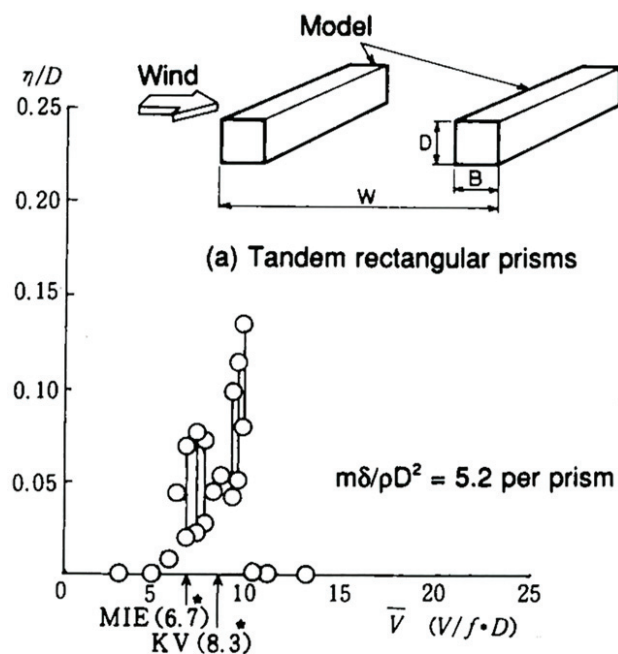 Model
η/D
Wind
0.25
D
B
W
0.20
(a) Tandem rectangular prisms
0.15
0.10
mδ/ρD² = 5.2 per prism
0.05
0 5 10 15 20 25
MIE (6.7)★
KV (8.3)★
V̅ (V/f•D)